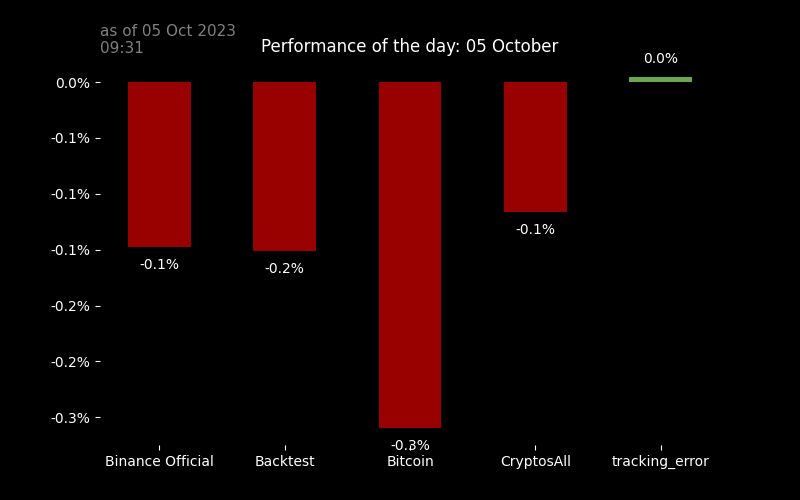 as of 05 Oct 2023
09:31
Performance of the day: 05 October
0.0%
0.0%
-0.1%
-0.1%
-0.1%
-0.2%
-0.2%
-0.3%
-0.1%
-0.2%
-0.3%
-0.1%
Binance Official
Backtest
Bitcoin
CryptosAll
tracking_error